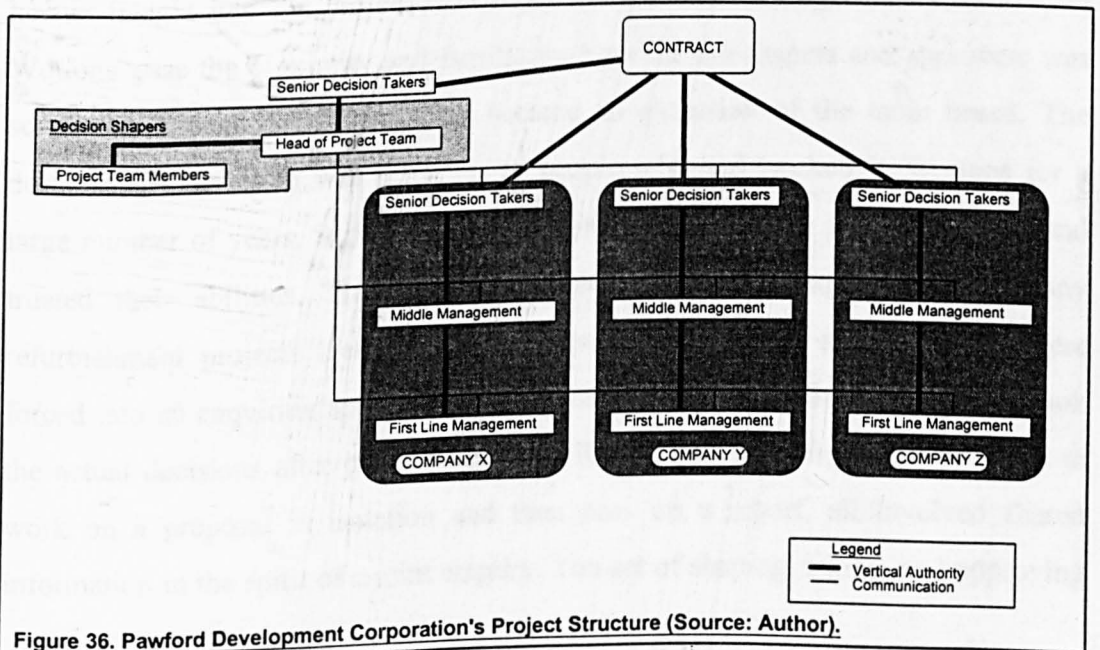 CONTRACT
Senior Decision Takers
Decision Shapers
Head of Project Team
Project Team Members
Senior Decision Takers
Senior Decision Takers
Senior Decision Takers
Middle Management
Middle Management
Middle Management
First Line Management
First Line Management
First Line Management
COMPANY X
COMPANY Y
COMPANY Z
Legend
Vertical Authority
Communication
Figure 36. Pawford Development Corporation's Project Structure (Source: Author).